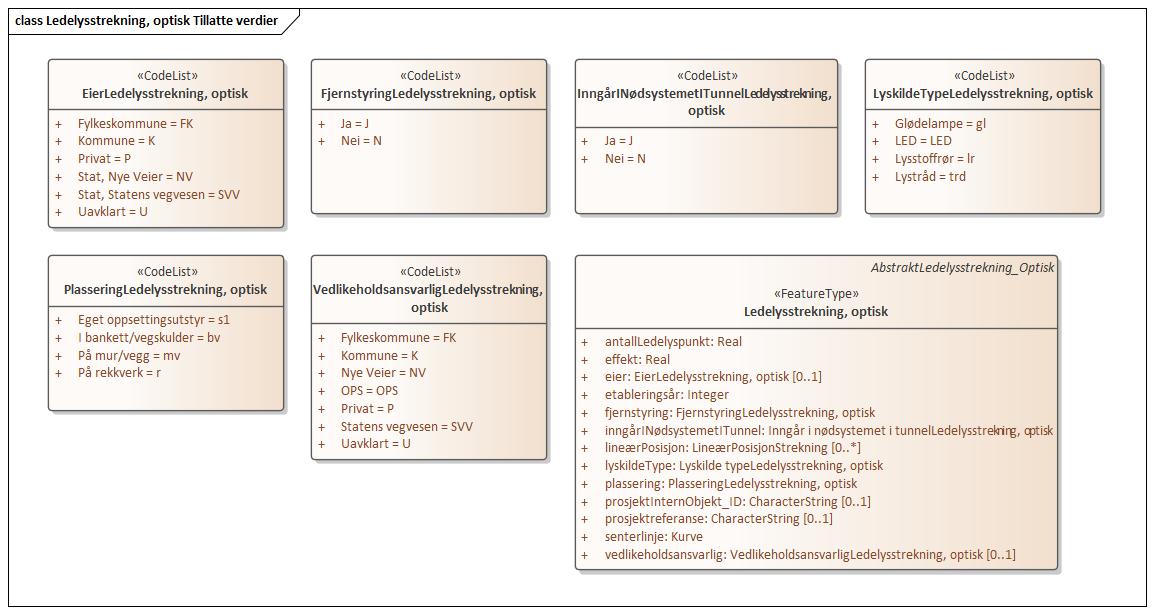 class Ledelysstrekning, optisk Tillatte verdier
«CodeList»
EierLedelysstrekning, optisk
+ Fylkeskommune = FK
+ Kommune = K
+ Privat = P
+ Stat, Nye Veier = NV
+ Stat, Statens vegvesen = SVV
+ Uavklart = U
«CodeList»
FjernstyringLedelysstrekning, optisk
+ Ja = J
+ Nei = N
«CodeList»
InngårINødsystemetITunnelLedelysstrekning,
optisk
+ Ja = J
+ Nei = N
«CodeList»
LyskildeTypeLedelysstrekning, optisk
+ Glødelampe = gl
+ LED = LED
+ Lysstoffrør = lr
+ Lystråd = trd
«CodeList»
PlasseringLedelysstrekning, optisk
+ Eget oppsettingsutstyr = s1
+ I bankett/vegskulder = bv
+ På mur/vegg = mv
+ På rekkverk = r
«CodeList»
VedlikeholdsansvarligLedelysstrekning,
optisk
+ Fylkeskommune = FK
+ Kommune = K
+ Nye Veier = NV
+ OPS = OPS
+ Privat = P
+ Statens vegvesen = SVV
+ Uavklart = U
AbstraktLedelysstrekning_Optisk
«FeatureType»
Ledelysstrekning, optisk
+ antallLedelyspunkt: Real
+ effekt: Real
+ eier: EierLedelysstrekning, optisk [0..1]
+ etableringsår: Integer
+ fjernstyring: FjernstyringLedelysstrekning, optisk
+ inngårINødsystemetITunnel: Inngår i nødsystemet i tunnelLedelysstrekning, optisk
+ lineærPosisjon: LineærPosisjonStrekning [0..*]
+ lyskildeType: Lyskilde typeLedelysstrekning, optisk
+ plassering: PlasseringLedelysstrekning, optisk
+ prosjektInternObjekt_ID: CharacterString [0..1]
+ prosjektreferanse: CharacterString [0..1]
+ senterlinje: Kurve
+ vedlikeholdsansvarlig: VedlikeholdsansvarligLedelysstrekning, optisk [0..1]